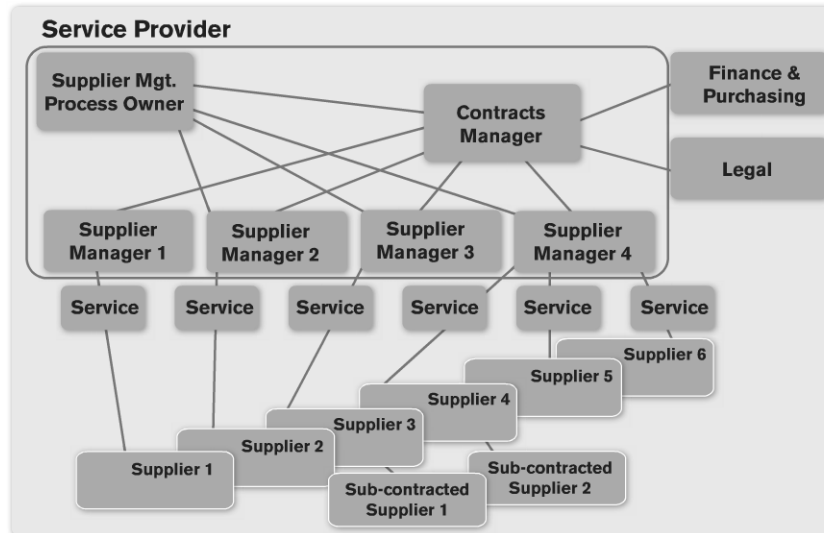 Service Provider
Supplier Mgt.
Process Owner
Contracts
Manager
Finance &
Purchasing
Legal
Supplier
Manager 1
Supplier
Manager 2
Supplier
Manager 3
Supplier
Manager 4
Service
Service
Service
Service
Service
Service
Supplier 6
Supplier 5
Supplier 4
Supplier 3
Supplier 2
Supplier 1
Sub-contracted
Supplier 2
Sub-contracted
Supplier 1